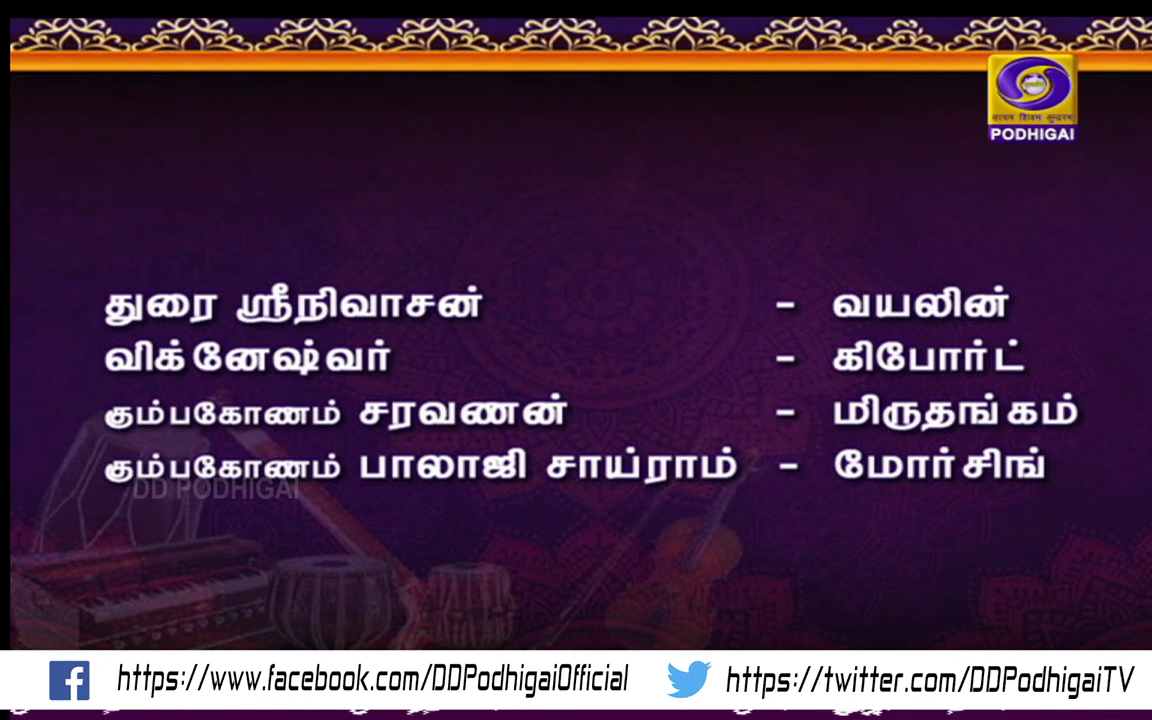 PODHIGAI
துரை ஸ்ரீநிவாசன் - வயலின்
விக்னேஷ்வர் - கிபோர்ட்
கும்பகோணம் சரவணன் - மிருதங்கம்
கும்பகோணம் பாலாஜி சாய்ராம் - மோர்சிங்
DD PODHIGAI
https://www.facebook.com/DDPodhigaiOfficial https://twitter.com/DDPodhigaiTV